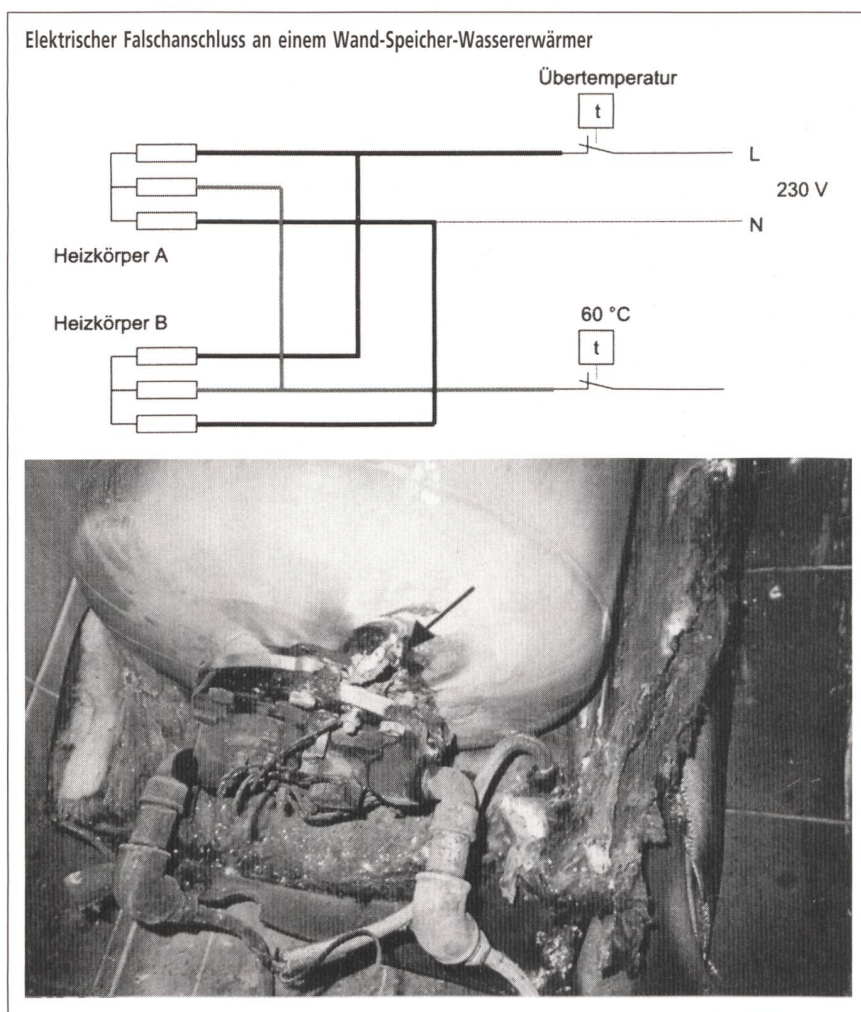 Elektrischer Falschanschluss an einem Wand-Speicher-Wassererwärmer
Übertemperatur
t
L
230 V
N
Heizkörper A
Heizkörper B
60 °C
t